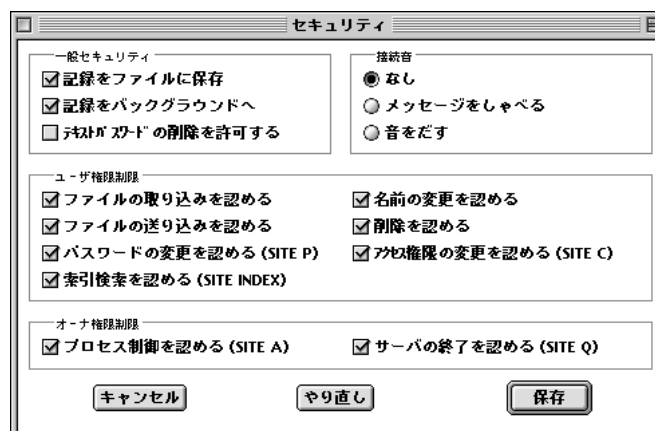 セキュリティ
一般セキュリティ
記録をファイルに保存
記録をバックグラウンドへ
ﾃｷｽﾄﾊﾟｽﾜｰﾄﾞの削除を許可する
接続音
なし
メッセージをしゃべる
音をだす
ユーザ権限制限
ファイルの取り込みを認める
ファイルの送り込みを認める
パスワードの変更を認める (SITE P)
索引検索を認める (SITE INDEX)
名前の変更を認める
削除を認める
ｱｸｾｽ権限の変更を認める (SITE C)
オーナ権限制限
プロセス制御を認める (SITE A)
サーバの終了を認める (SITE Q)
キャンセル
やり直し
保存